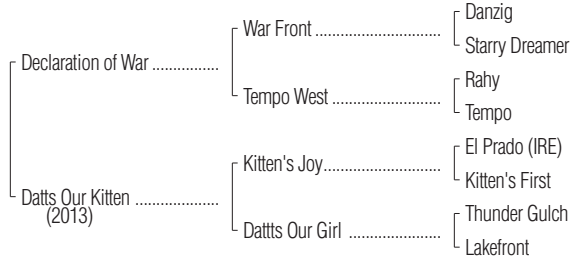 Danzig
War Front ..............................
Starry Dreamer
Declaration of War ................
Rahy
Tempo West ..........................
Tempo
El Prado (IRE)
Kitten's Joy............................
Kitten's First
Datts Our Kitten ....................
(2013)
Thunder Gulch
Dattts Our Girl ......................
Lakefront